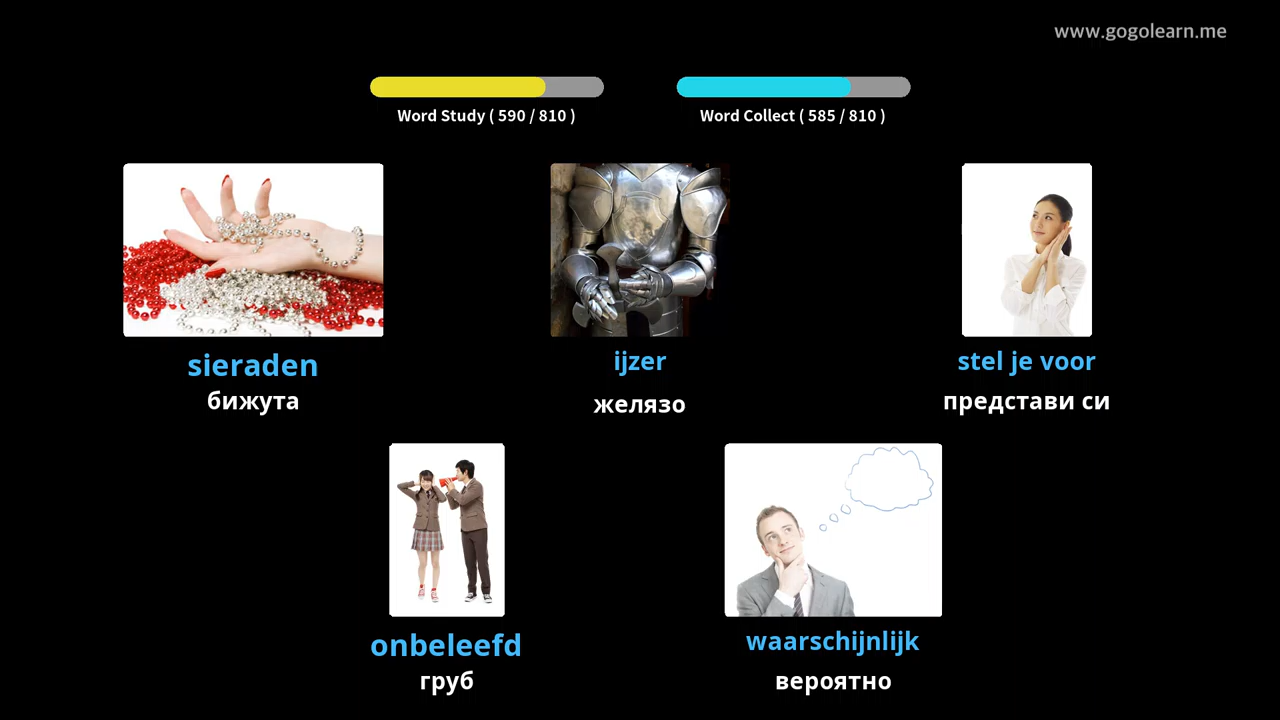 www.gogolearn.me
Word Study ( 590 / 810 )
Word Collect ( 585 / 810 )
sieraden
бижута
ijzer
желязо
stel je voor
представи си
onbeleefd
груб
waarschijnlijk
вероятно